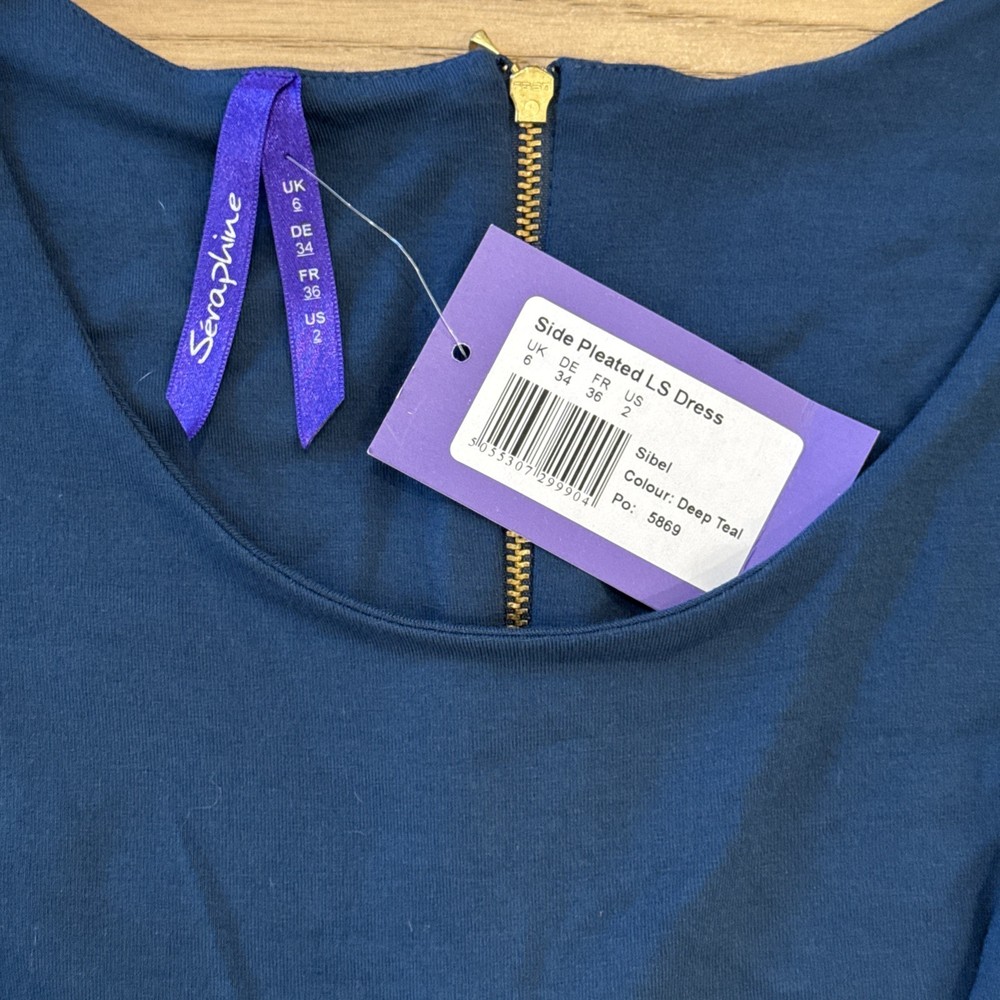 Séraphine
UK
6
DE
34
FR
36
US
2
Side Pleated LS Dress
UK DE FR US
6 34 36 2
5055307299904
Sibel
Colour: Deep Teal
Po: 5869